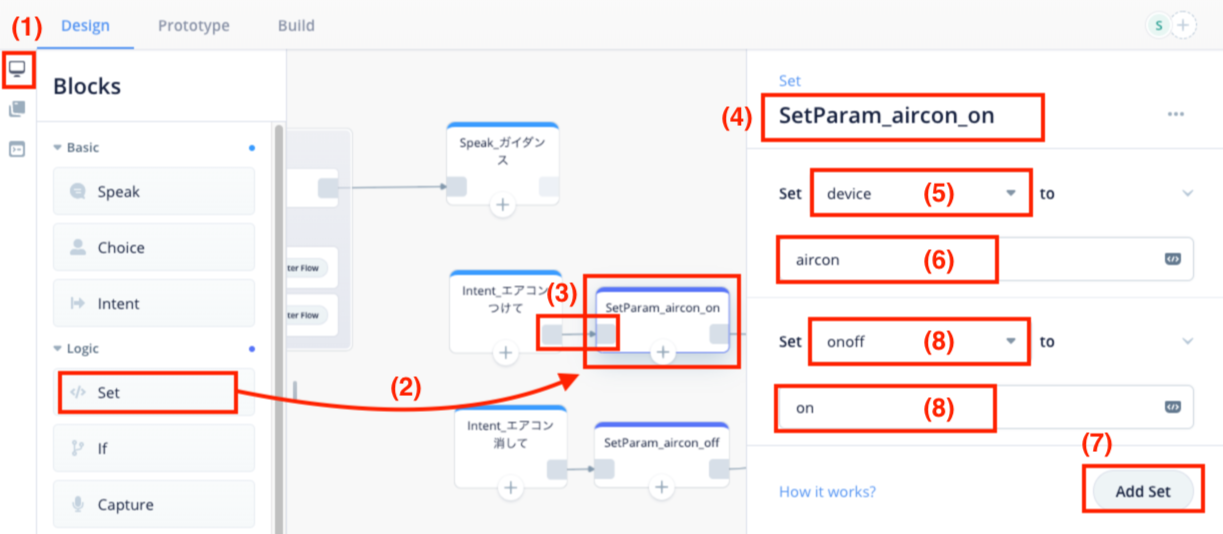 (1)
Design
Prototype
Build
S
Blocks
Basic
Speak
Choice
Intent
Logic
Set
If
Capture
(2)
Speak_ガイダン
ス
ter Flow
ter Flow
Intent_エアコン
つけて
(3)
SetParam_aircon_on
Intent_エアコン
消して
SetParam_aircon_off
Set
(4)
SetParam_aircon_on
Set device (5) to
aircon (6)
Set onoff (8) to
on (8)
(7)
How it works?
Add Set